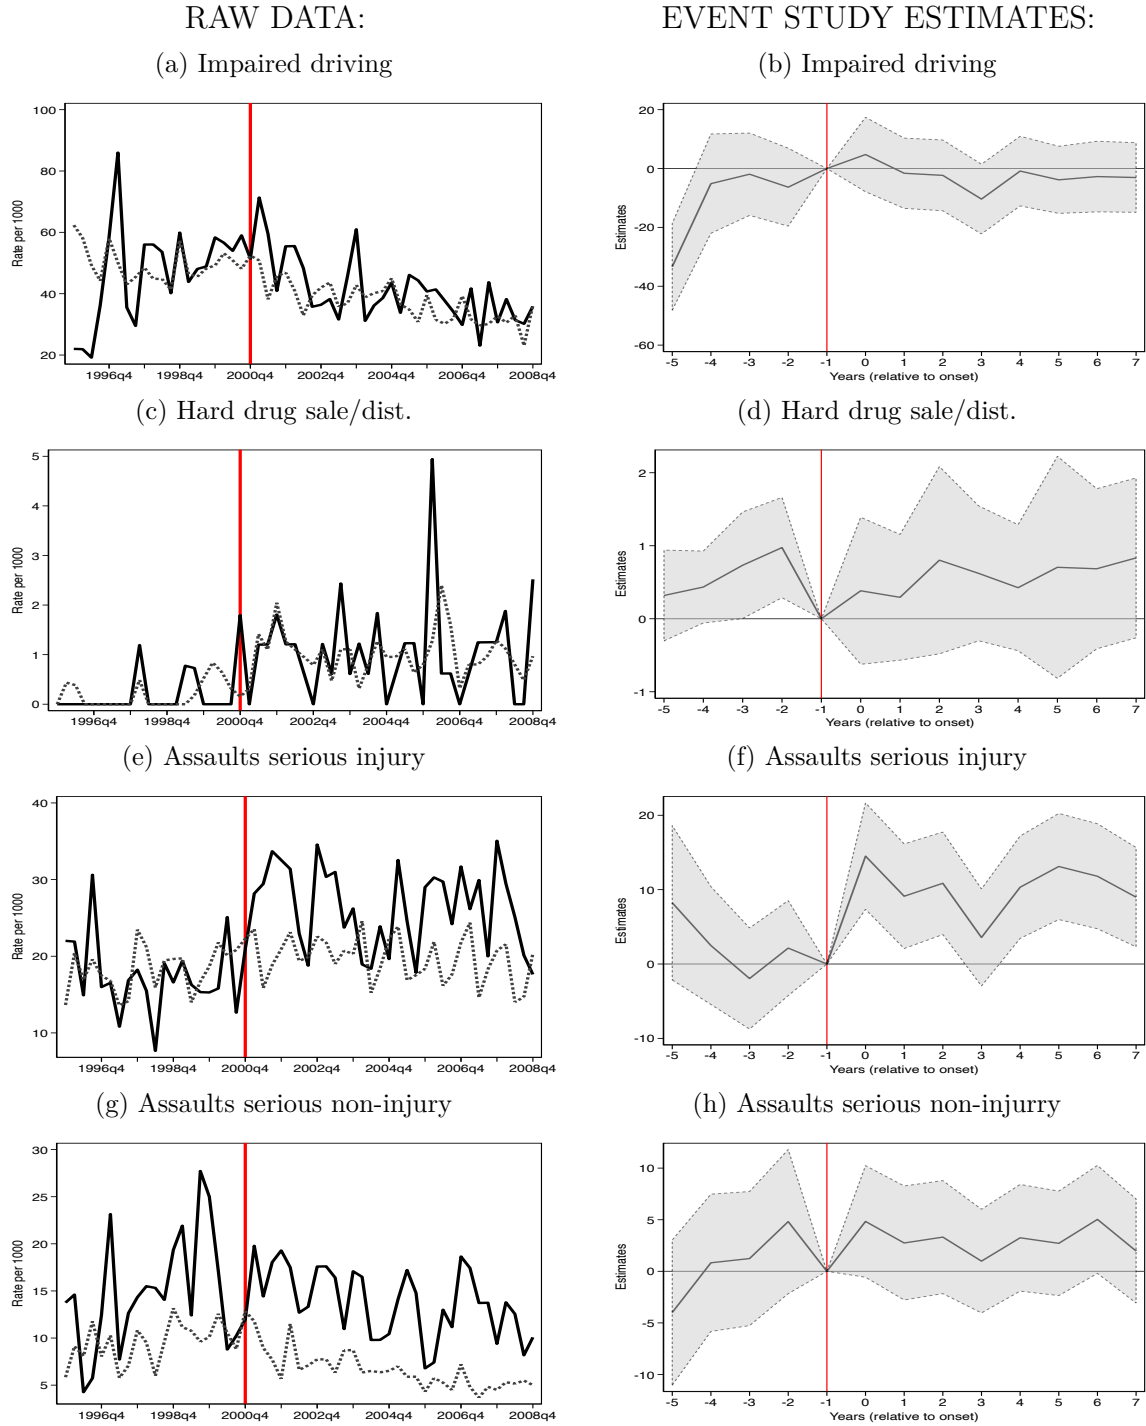 RAW DATA:
EVENT STUDY ESTIMATES:
(a) Impaired driving
(b) Impaired driving
100
80
60
40
20
Rate per 1000
1996q4 1998q4 2000q4 2002q4 2004q4 2006q4 2008q4
20
0
-20
-40
-60
Estimates
-5 -4 -3 -2 -1 0 1 2 3 4 5 6 7
Years (relative to onset)
(c) Hard drug sale/dist.
(d) Hard drug sale/dist.
5
4
3
2
1
0
Rate per 1000
1996q4 1998q4 2000q4 2002q4 2004q4 2006q4 2008q4
2
1
0
-1
Estimates
-5 -4 -3 -2 -1 0 1 2 3 4 5 6 7
Years (relative to onset)
(e) Assaults serious injury
(f) Assaults serious injury
40
30
20
10
Rate per 1000
1996q4 1998q4 2000q4 2002q4 2004q4 2006q4 2008q4
20
10
0
-10
Estimates
-5 -4 -3 -2 -1 0 1 2 3 4 5 6 7
Years (relative to onset)
(g) Assaults serious non-injury
(h) Assaults serious non-injurry
30
25
20
15
10
5
Rate per 1000
1996q4 1998q4 2000q4 2002q4 2004q4 2006q4 2008q4
10
5
0
-5
-10
Estimates
-5 -4 -3 -2 -1 0 1 2 3 4 5 6 7
Years (relative to onset)